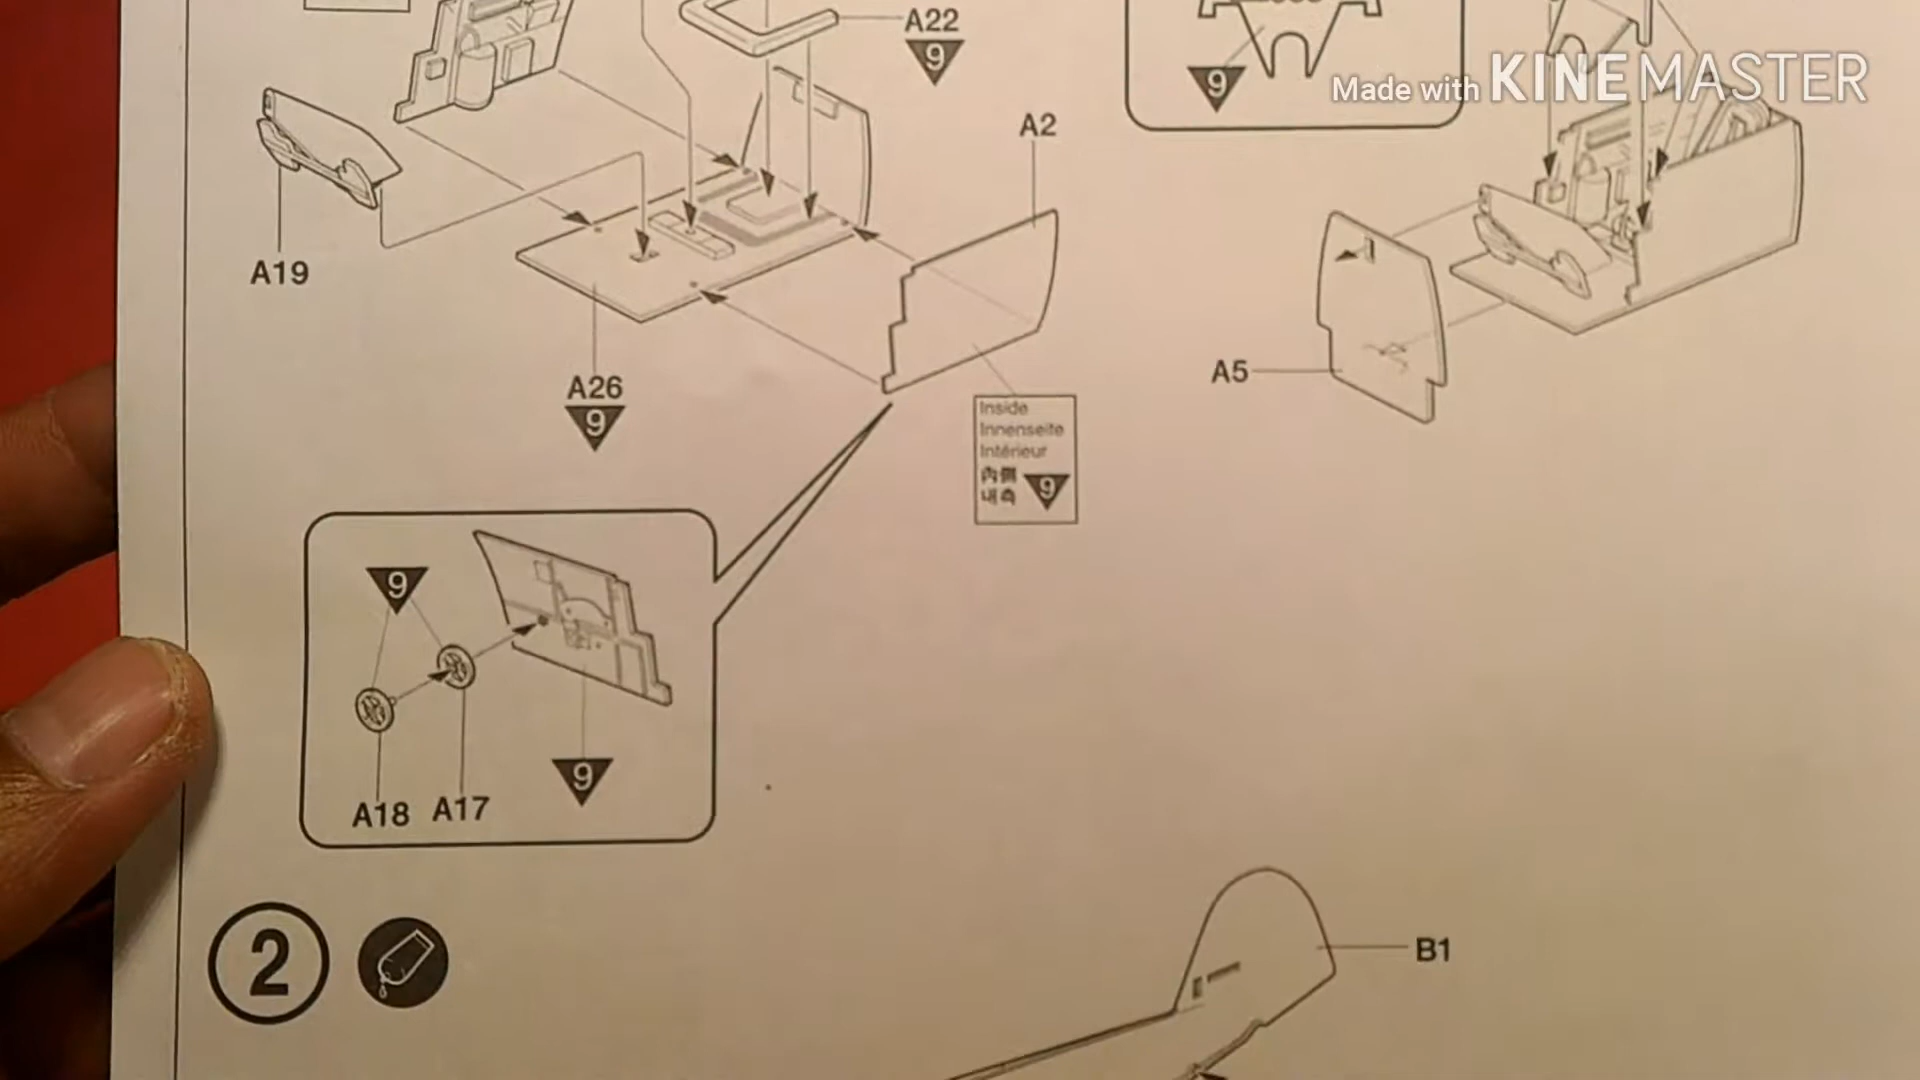 A22
9
9
Made with KINEMASTER
A2
A19
A26
9
A5
Inside
Innenseite
Intérieur
内側
내측
9
9
9
A18
A17
2
B1